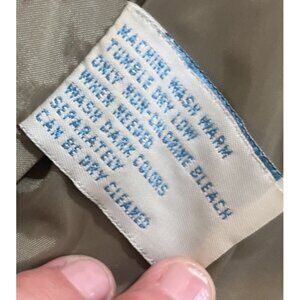 MACHINE WASH WARM
TUMBLE DRY LOW
ONLY NON-CHLORINE BLEACH
WHEN NEEDED
WASH DARK COLORS
SEPARATELY
CAN BE DRY CLEANED